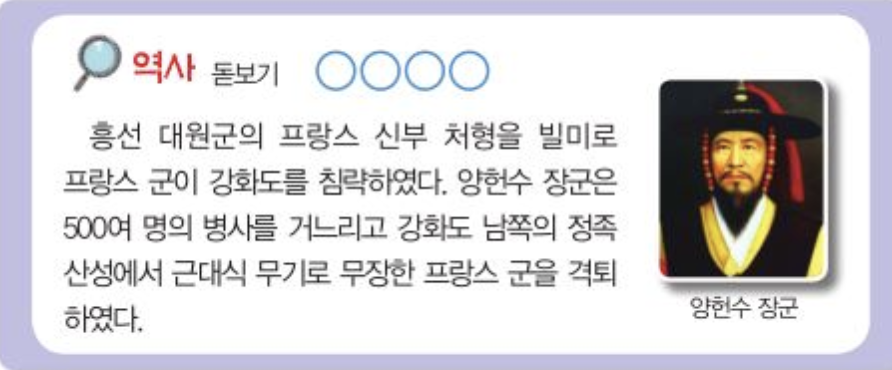 역사 돋보기 ○○○○
흥선 대원군의 프랑스 신부 처형을 빌미로
프랑스 군이 강화도를 침략하였다. 양헌수 장군은
500여 명의 병사를 거느리고 강화도 남쪽의 정족
산성에서 근대식 무기로 무장한 프랑스 군을 격퇴
하였다.
양헌수 장군